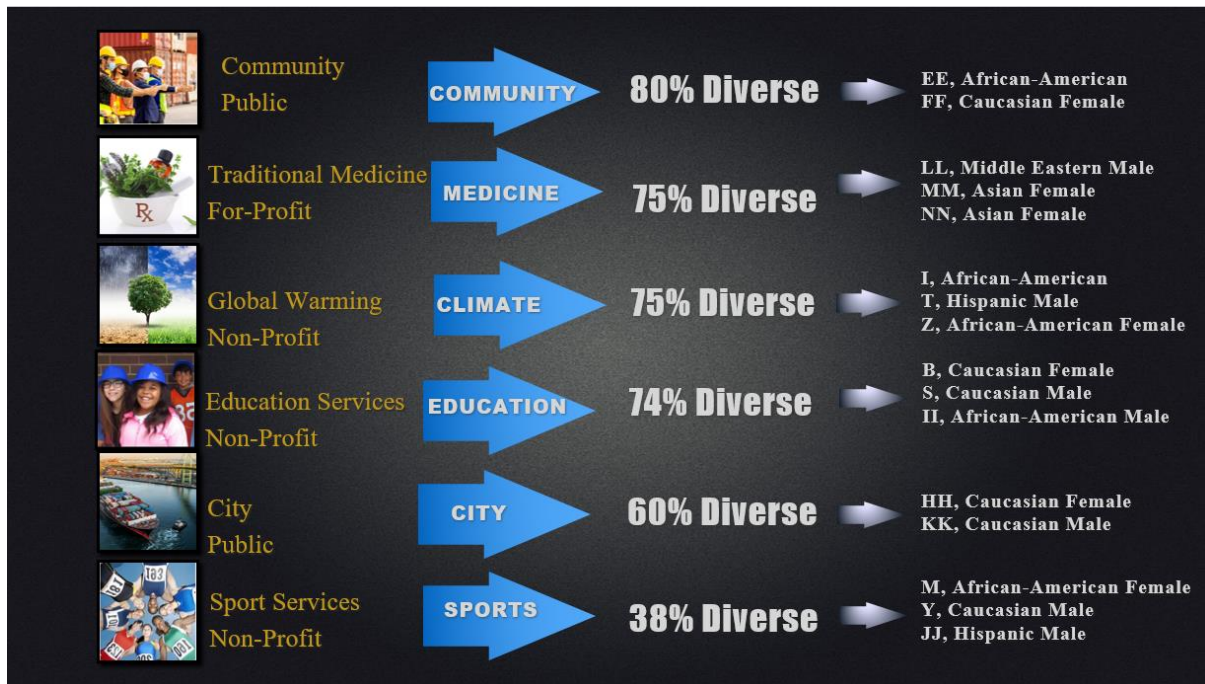 Community
Public
COMMUNITY
80% Diverse
EE, African-American
FF, Caucasian Female
Traditional Medicine
For-Profit
Rx
MEDICINE
75% Diverse
LL, Middle Eastern Male
MM, Asian Female
NN, Asian Female
Global Warming
Non-Profit
CLIMATE
75% Diverse
I, African-American
T, Hispanic Male
Z, African-American Female
Education Services
Non-Profit
EDUCATION
74% Diverse
B, Caucasian Female
S, Caucasian Male
II, African-American Male
City
Public
CITY
60% Diverse
HH, Caucasian Female
KK, Caucasian Male
Sport Services
Non-Profit
103
SPORTS
38% Diverse
M, African-American Female
Y, Caucasian Male
JJ, Hispanic Male